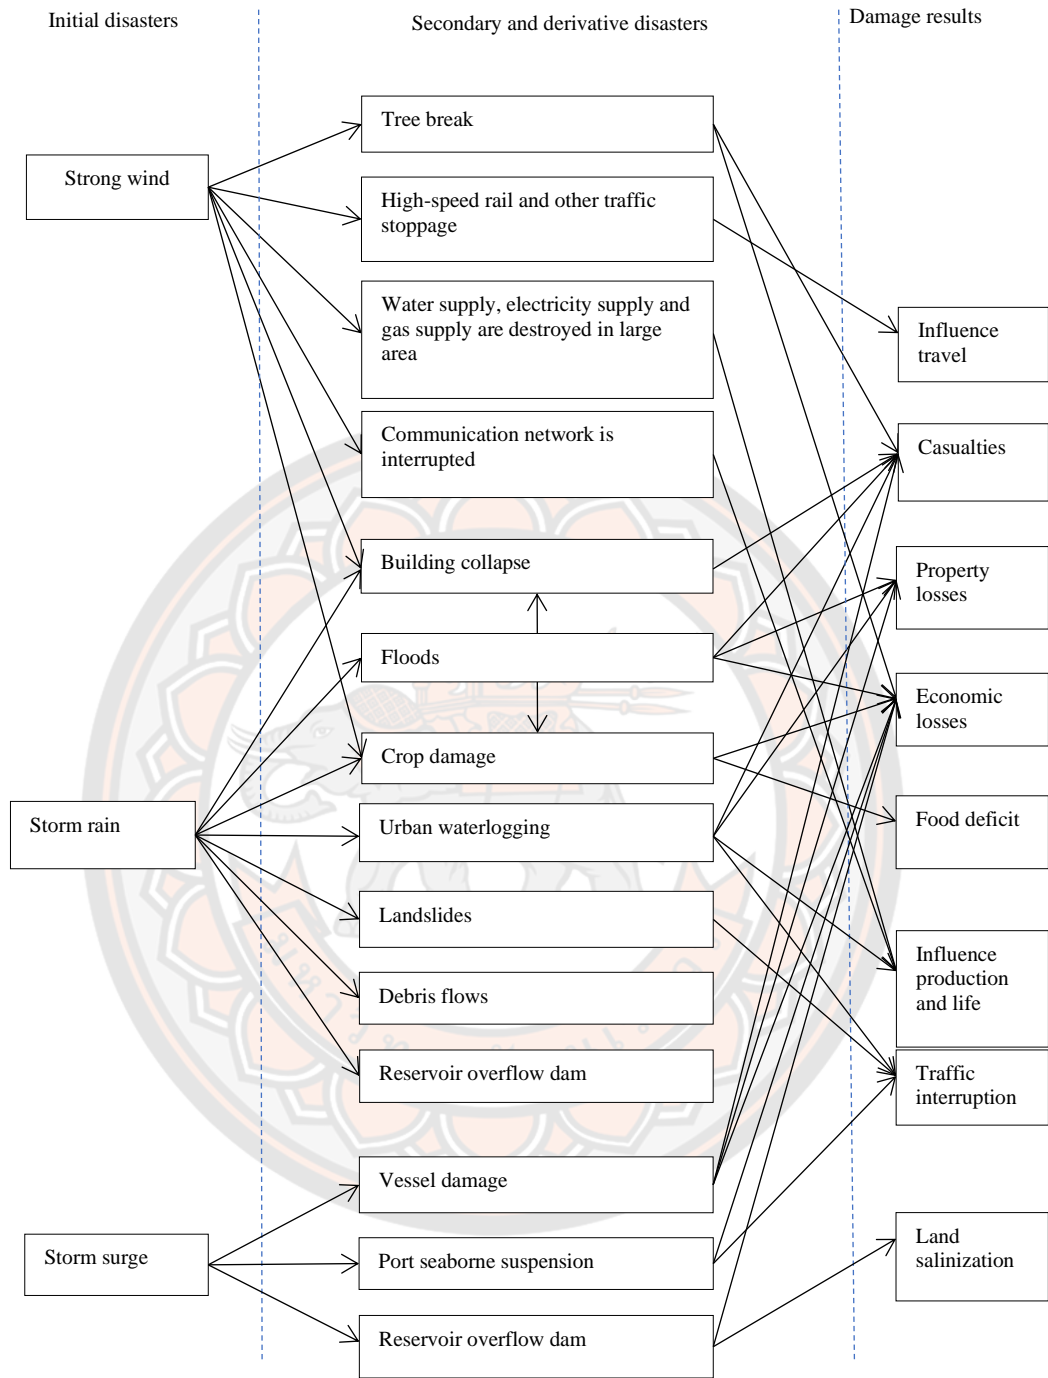 Initial disasters
Secondary and derivative disasters
Damage results
Strong wind
Storm rain
Storm surge
Tree break
High-speed rail and other traffic
stoppage
Water supply, electricity supply and
gas supply are destroyed in large
area
Communication network is
interrupted
Building collapse
Floods
Crop damage
Urban waterlogging
Landslides
Debris flows
Reservoir overflow dam
Vessel damage
Port seaborne suspension
Reservoir overflow dam
Influence
travel
Casualties
Property
losses
Economic
losses
Food deficit
Influence
production
and life
Traffic
interruption
Land
salinization